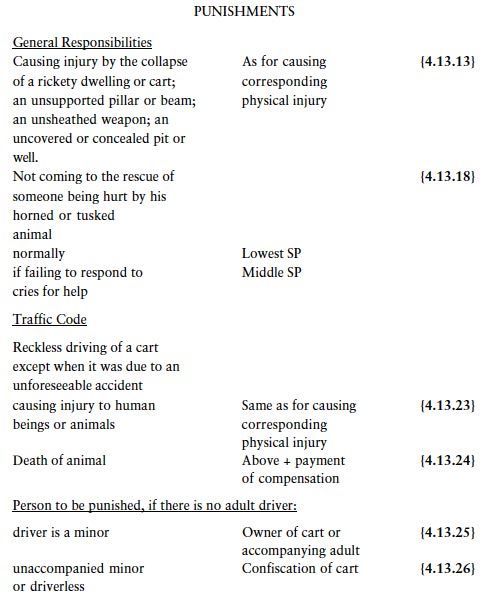 PUNISHMENTS
General Responsibilities
Causing injury by the collapse As for causing {4.13.13}
of a rickety dwelling or cart; corresponding
an unsupported pillar or beam; physical injury
an unsheathed weapon; an
uncovered or concealed pit or
well.
Not coming to the rescue of {4.13.18}
someone being hurt by his
horned or tusked
animal
normally Lowest SP
if failing to respond to Middle SP
cries for help
Traffic Code
Reckless driving of a cart
except when it was due to an
unforeseeable accident
causing injury to human Same as for causing {4.13.23}
beings or animals corresponding
physical injury
Death of animal Above + payment {4.13.24}
of compensation
Person to be punished, if there is no adult driver:
driver is a minor Owner of cart or {4.13.25}
accompanying adult
unaccompanied minor Confiscation of cart {4.13.26}
or driverless